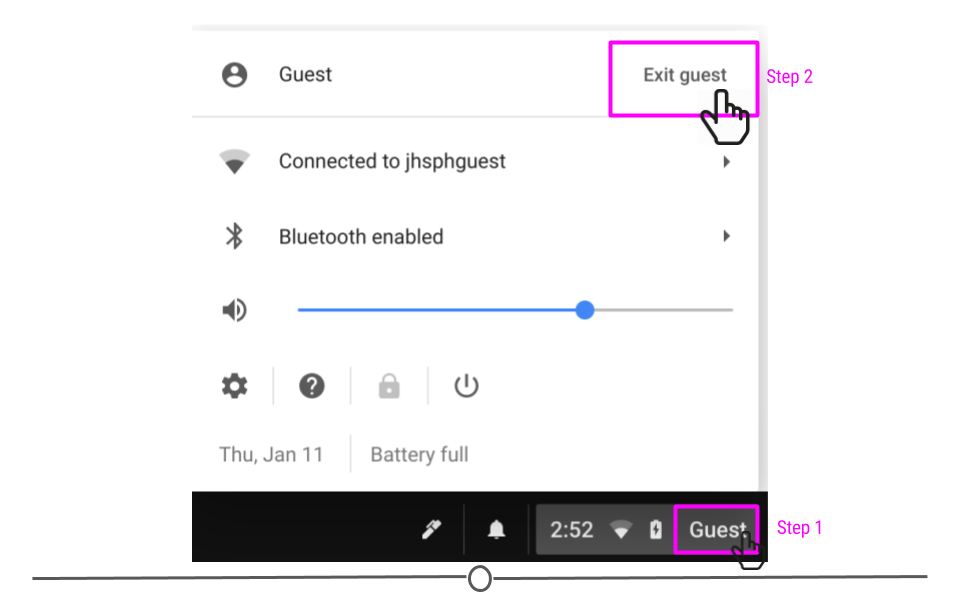 Guest Exit guest Step 2
Connected to jhsphguest
Bluetooth enabled
Thu, Jan 11 Battery full
2:52 Guest Step 1